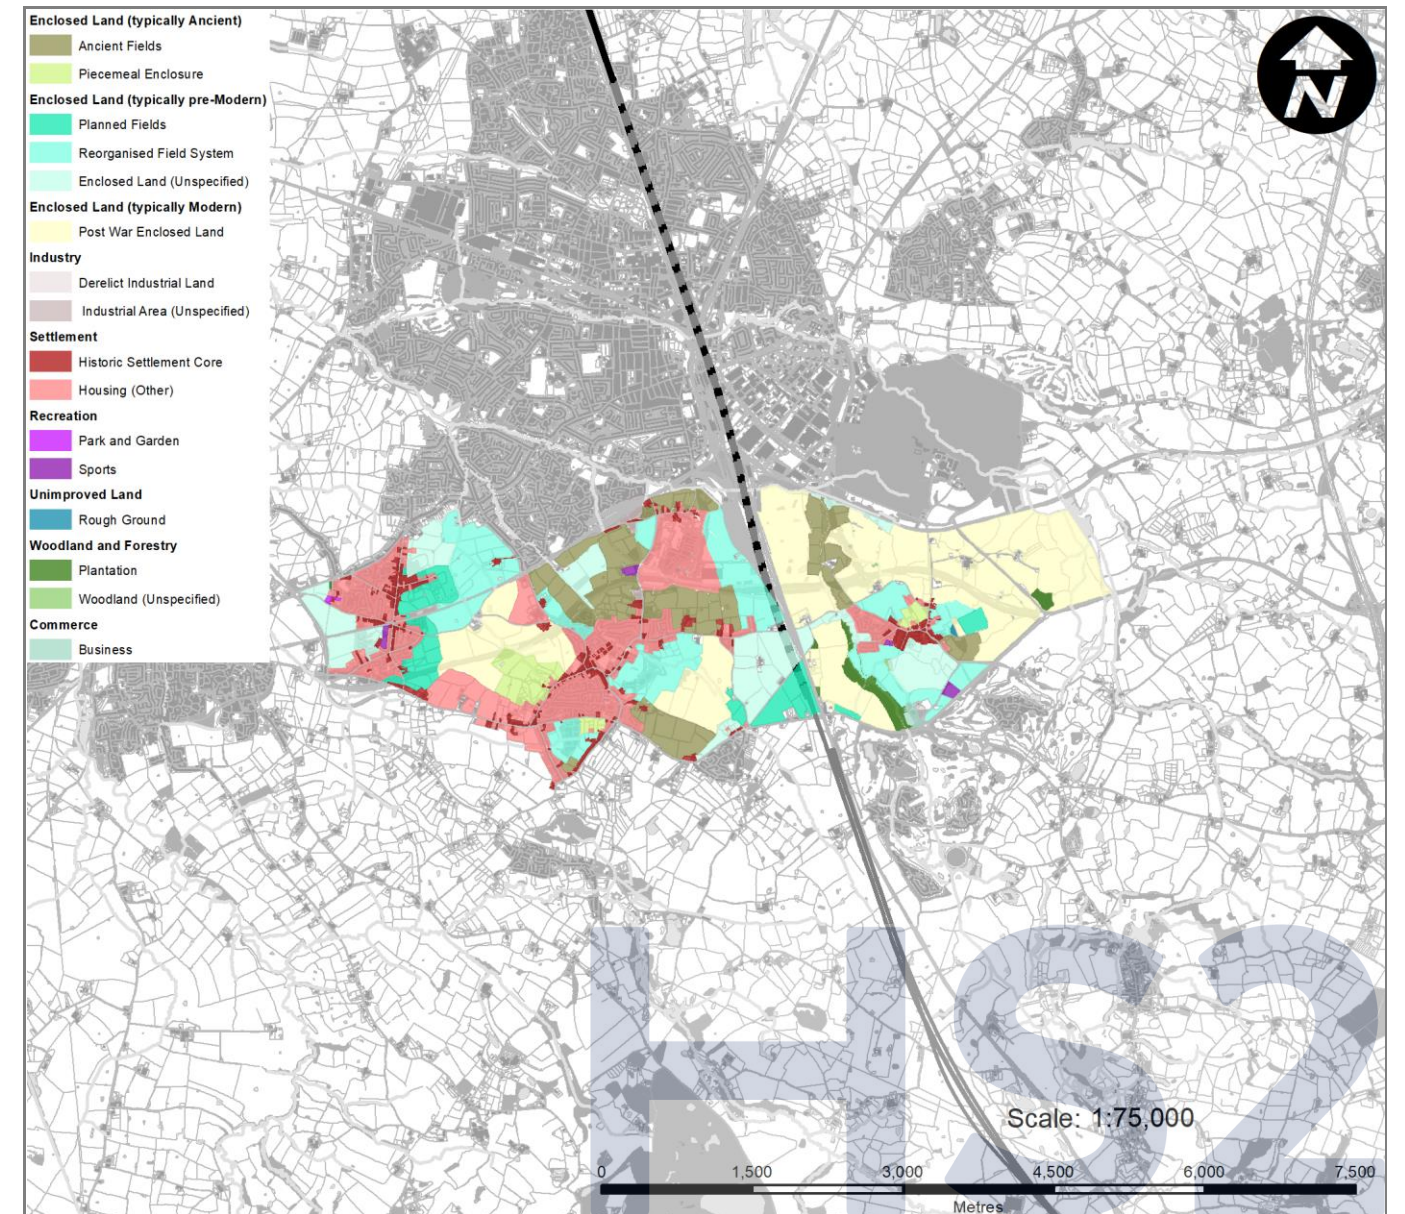 Enclosed Land (typically Ancient)
Ancient Fields
Piecemeal Enclosure
Enclosed Land (typically pre-Modern)
Planned Fields
Reorganised Field System
Enclosed Land (Unspecified)
Enclosed Land (typically Modern)
Post War Enclosed Land
Industry
Derelict Industrial Land
Industrial Area (Unspecified)
Settlement
Historic Settlement Core
Housing (Other)
Recreation
Park and Garden
Sports
Unimproved Land
Rough Ground
Woodland and Forestry
Plantation
Woodland (Unspecified)
Commerce
Business
N
HS2
Scale: 1:75,000
0 1,500 3,000 4,500 6,000 7,500
Metres